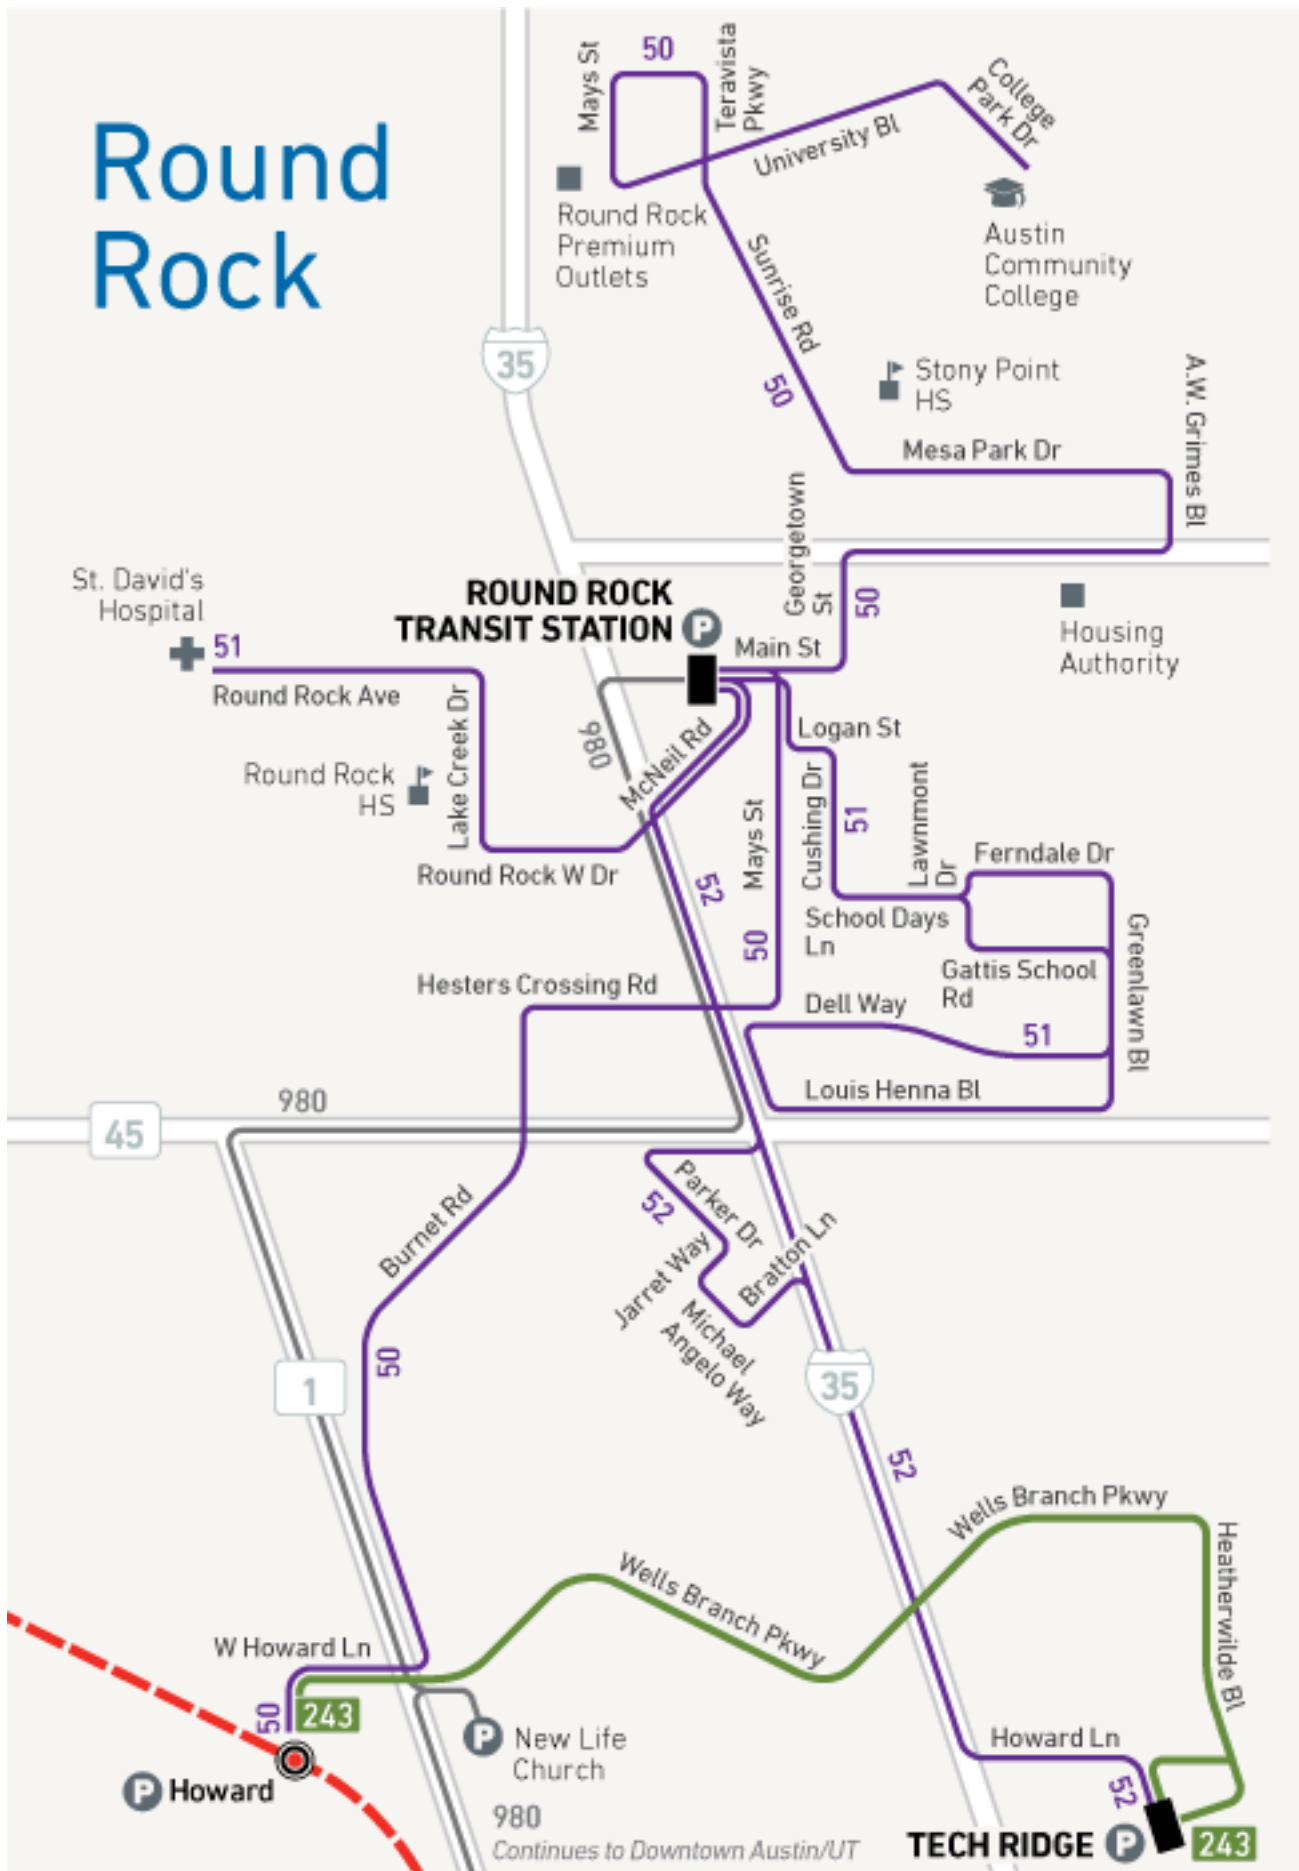 Round
Rock
Mays St
50
Teravista
Pkwy
College
Park Dr
University Bl
Round Rock
Premium
Outlets
Austin
Community
College
Sunrise Rd
50
35
Stony Point
HS
A.W. Grimes Bl
Mesa Park Dr
Georgetown
St
50
St. David's
Hospital
51
Round Rock Ave
ROUND ROCK
TRANSIT STATION
P
Main St
Housing
Authority
980
McNeil Rd
Logan St
Lake Creek Dr
Round Rock
HS
Round Rock W Dr
Mays St
50
Cushing Dr
51
Lawnmont
Dr
Ferndale Dr
52
School Days
Ln
Gattis School
Rd
Greenlawn Bl
Hesters Crossing Rd
Dell Way
51
Louis Henna Bl
980
45
Burnet Rd
50
Parker Dr
52
Jarret Way
Bratton Ln
Michael
Angelo Way
1
35
52
Wells Branch Pkwy
Wells Branch Pkwy
Heatherwilde Bl
W Howard Ln
50
243
P
New Life
Church
P
Howard
Howard Ln
52
980
Continues to Downtown Austin/UT
TECH RIDGE
P
243